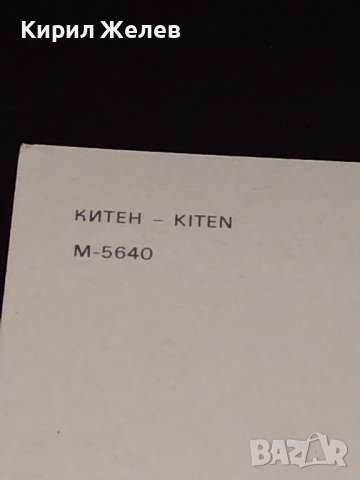 Кирил Желев
КИТЕН – KITEN
М-5640
BAZAR